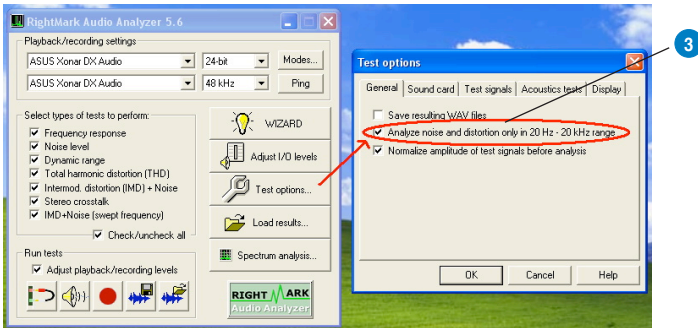 RightMark Audio Analyzer 5.6
Playback/recording settings
ASUS Xonar DX Audio 24-bit Modes...
ASUS Xonar DX Audio 48 kHz Ping
Select types of tests to perform:
Frequency response
Noise level
Dynamic range
Total harmonic distortion (THD)
Intermod. distortion (IMD) + Noise
Stereo crosstalk
IMD+Noise (swept frequency)
Check/uncheck all
Run tests
Adjust playback/recording levels
WIZARD
Adjust I/O levels
Test options...
Load results...
Spectrum analysis...
RIGHT MARK
Audio Analyzer
Test options
General Sound card Test signals Acoustics tests Display
Save resulting WAV files
Analyze noise and distortion only in 20 Hz - 20 kHz range
Normalize amplitude of test signals before analysis
OK Cancel Help
3